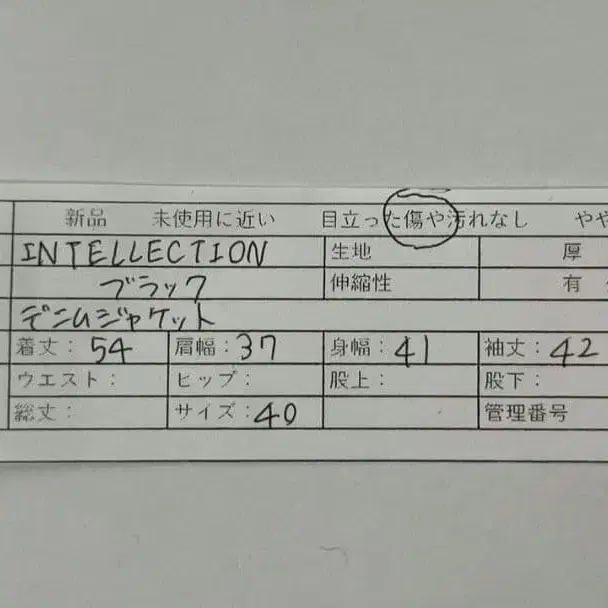 新品 未使用に近い 目立った傷や汚れなし やや
INTELLECTION 生地 厚
ブラック 伸縮性 有
デニムジャケット
着丈：54 肩幅：37 身幅：41 袖丈：42
ウエスト： ヒップ： 股上： 股下：
総丈： サイズ：40 管理番号